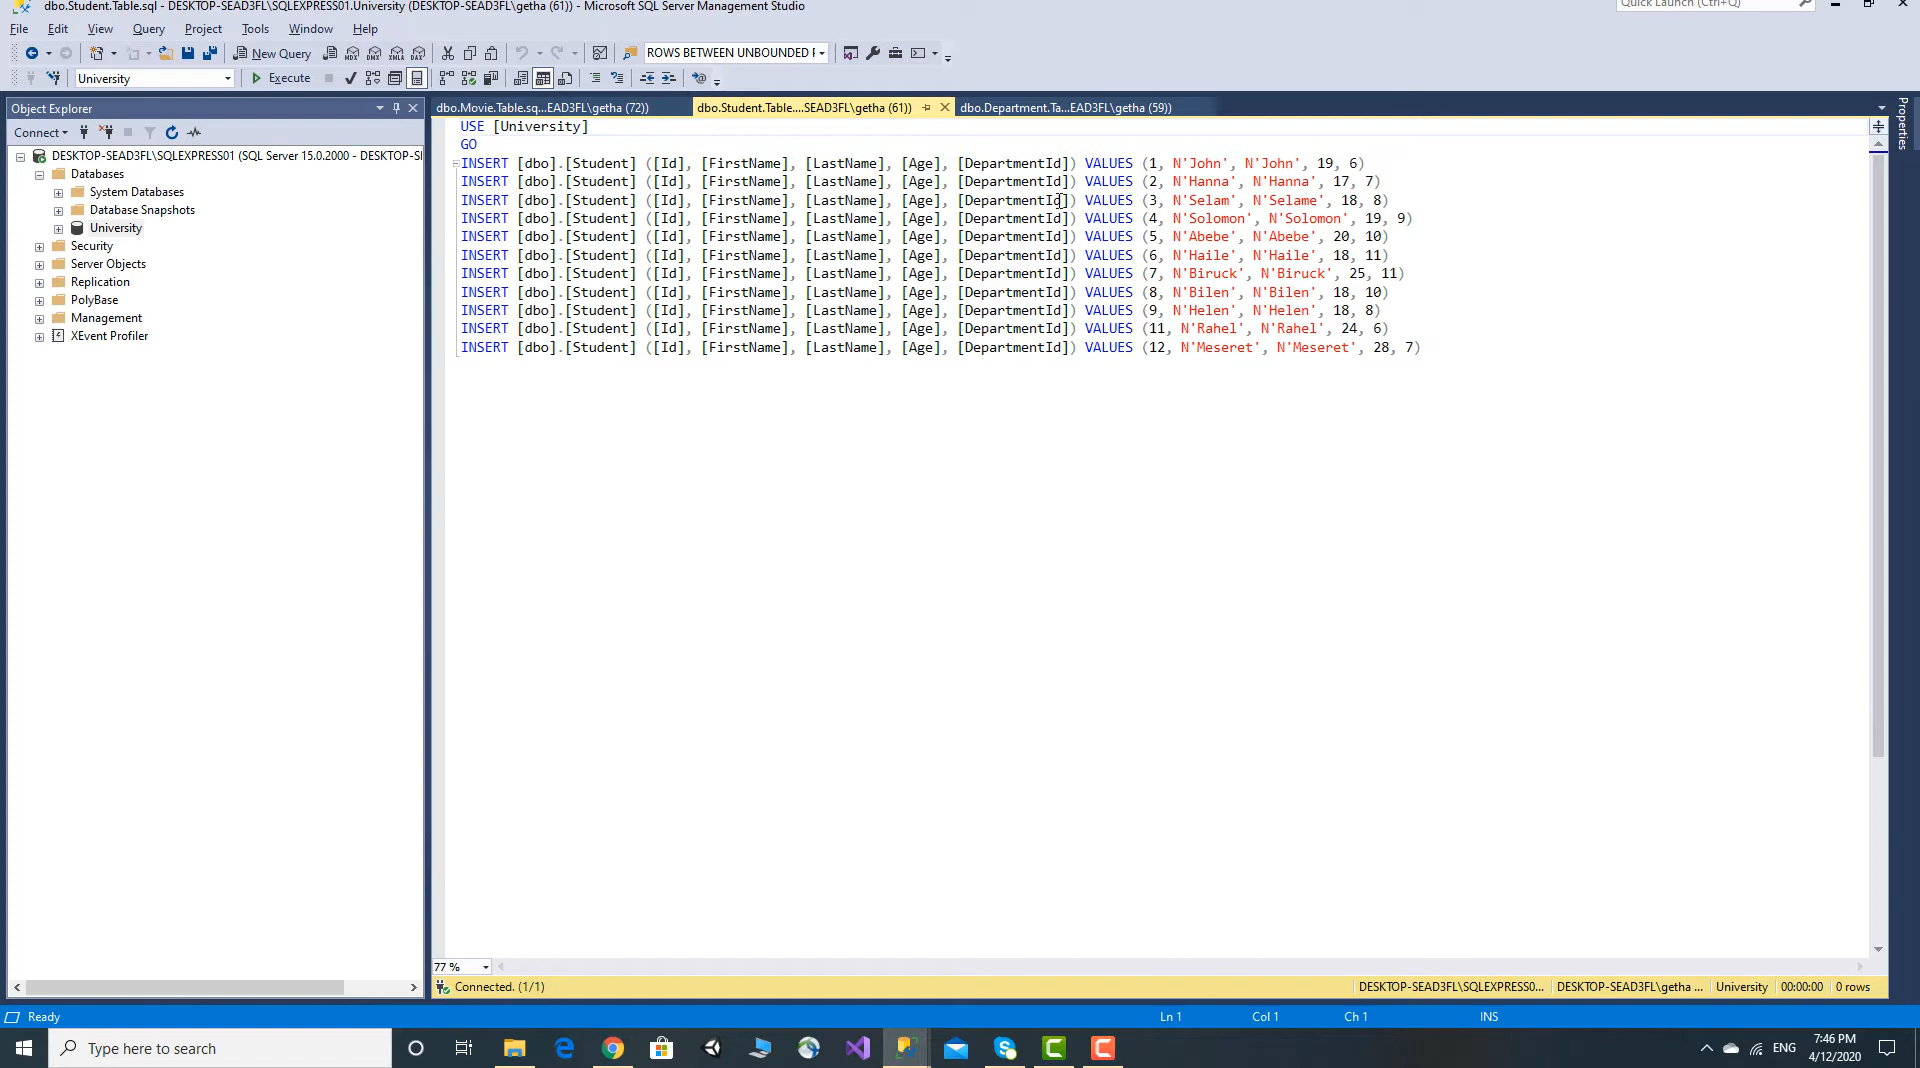 dbo.Student.Table.sql - DESKTOP-SEAD3FL\SQLEXPRESS01.University (DESKTOP-SEAD3FL\getha (61)) - Microsoft SQL Server Management Studio
Quick Launch (Ctrl+Q)
File Edit View Query Project Tools Window Help
New Query ROWS BETWEEN UNBOUNDED F
University Execute
Object Explorer
Connect
DESKTOP-SEAD3FL\SQLEXPRESS01 (SQL Server 15.0.2000 - DESKTOP-S
Databases
System Databases
Database Snapshots
University
Security
Server Objects
Replication
PolyBase
Management
XEvent Profiler
dbo.Movie.Table.sq...EAD3FL\getha (72)) dbo.Student.Table....SEAD3FL\getha (61)) dbo.Department.Ta...EAD3FL\getha (59))
USE [University]
GO
INSERT [dbo].[Student] ([Id], [FirstName], [LastName], [Age], [DepartmentId]) VALUES (1, N'John', N'John', 19, 6)
INSERT [dbo].[Student] ([Id], [FirstName], [LastName], [Age], [DepartmentId]) VALUES (2, N'Hanna', N'Hanna', 17, 7)
INSERT [dbo].[Student] ([Id], [FirstName], [LastName], [Age], [DepartmentId]) VALUES (3, N'Selam', N'Selame', 18, 8)
INSERT [dbo].[Student] ([Id], [FirstName], [LastName], [Age], [DepartmentId]) VALUES (4, N'Solomon', N'Solomon', 19, 9)
INSERT [dbo].[Student] ([Id], [FirstName], [LastName], [Age], [DepartmentId]) VALUES (5, N'Abebe', N'Abebe', 20, 10)
INSERT [dbo].[Student] ([Id], [FirstName], [LastName], [Age], [DepartmentId]) VALUES (6, N'Haile', N'Haile', 18, 11)
INSERT [dbo].[Student] ([Id], [FirstName], [LastName], [Age], [DepartmentId]) VALUES (7, N'Biruck', N'Biruck', 25, 11)
INSERT [dbo].[Student] ([Id], [FirstName], [LastName], [Age], [DepartmentId]) VALUES (8, N'Bilen', N'Bilen', 18, 10)
INSERT [dbo].[Student] ([Id], [FirstName], [LastName], [Age], [DepartmentId]) VALUES (9, N'Helen', N'Helen', 18, 8)
INSERT [dbo].[Student] ([Id], [FirstName], [LastName], [Age], [DepartmentId]) VALUES (11, N'Rahel', N'Rahel', 24, 6)
INSERT [dbo].[Student] ([Id], [FirstName], [LastName], [Age], [DepartmentId]) VALUES (12, N'Meseret', N'Meseret', 28, 7)
Properties
77 %
Connected. (1/1) DESKTOP-SEAD3FL\SQLEXPRESS0... DESKTOP-SEAD3FL\getha ... University 00:00:00 0 rows
Ready Ln 1 Col 1 Ch 1 INS
Type here to search
ENG
7:46 PM
4/12/2020